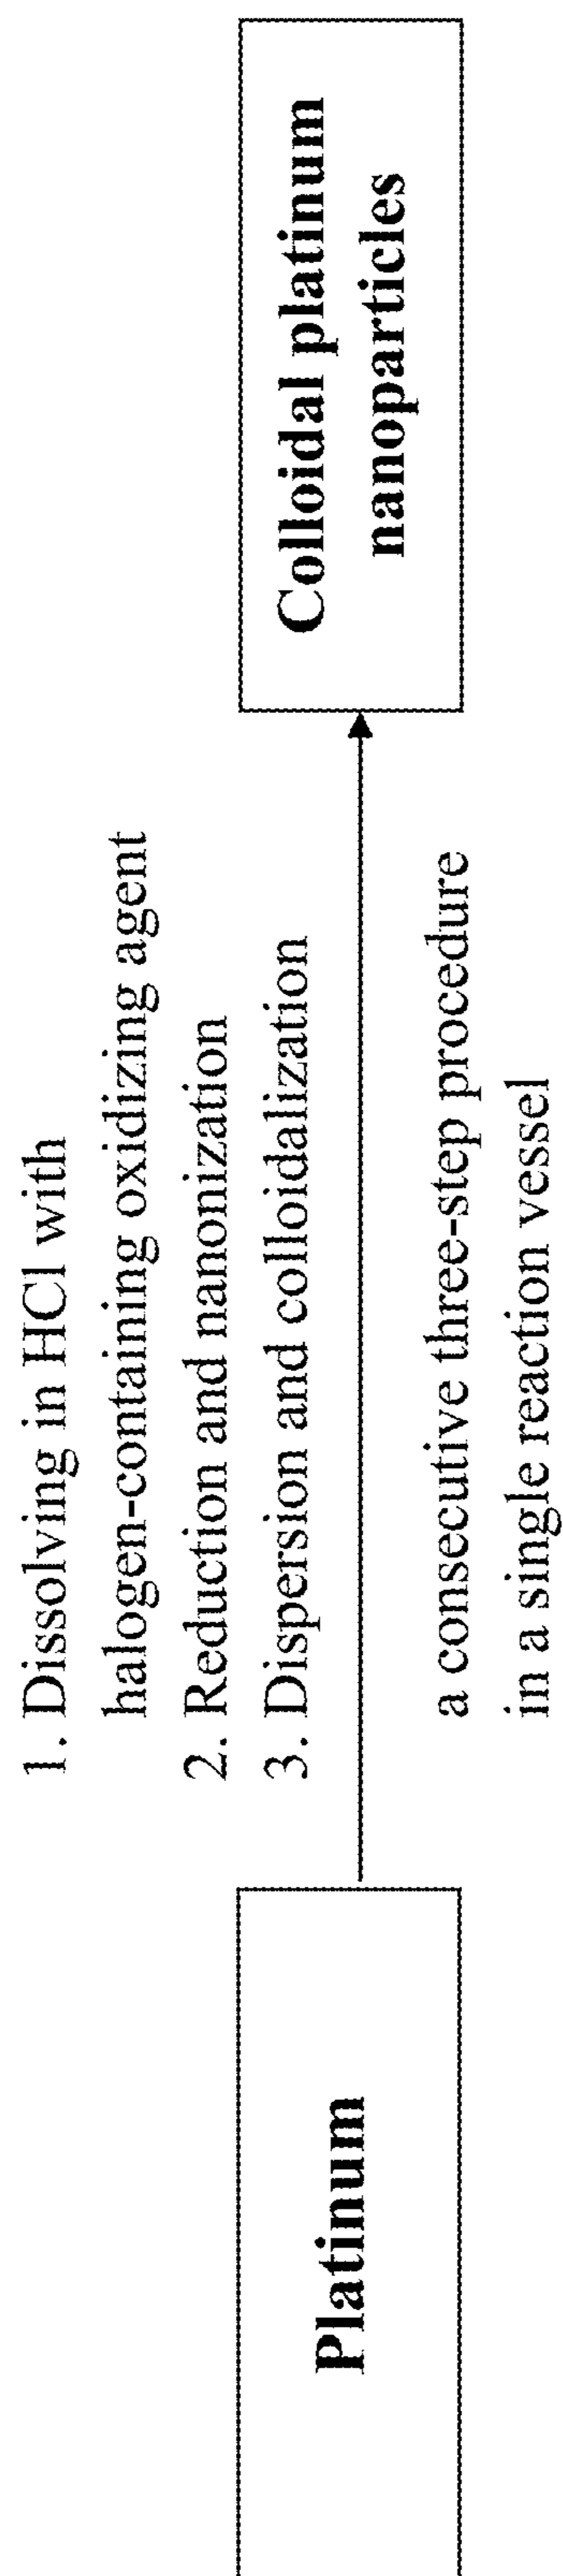 Platinum
1. Dissolving in HCl with
halogen-containing oxidizing agent
2. Reduction and nanonization
3. Dispersion and colloidalization
a consecutive three-step procedure
in a single reaction vessel
Colloidal platinum
nanoparticles